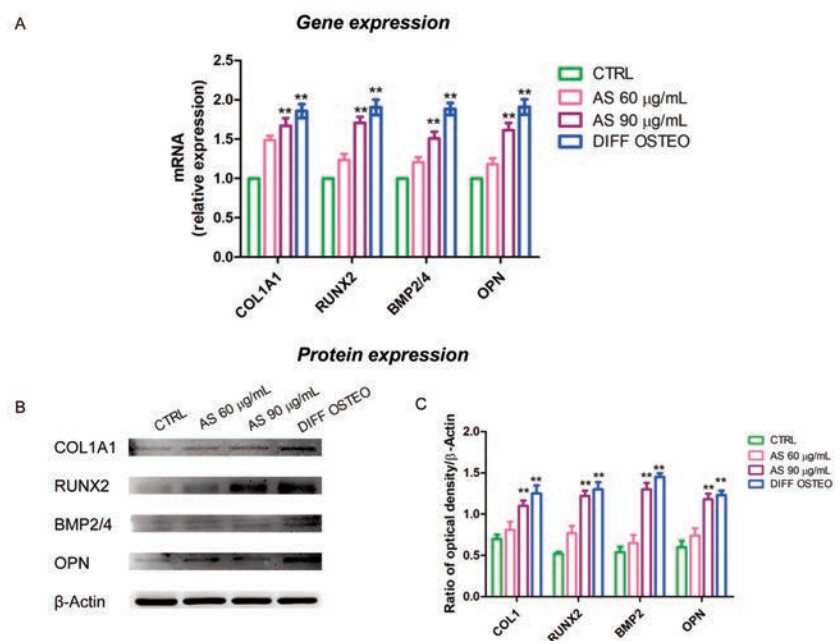 A
Gene expression
mRNA
(relative expression)
2.5
2.0
1.5
1.0
0.5
0.0
** ** ** ** ** ** ** **
COL1A1
RUNX2
BMP2/4
OPN
CTRL
AS 60 µg/mL
AS 90 µg/mL
DIFF OSTEO
Protein expression
B
CTRL
AS 60 µg/mL
AS 90 µg/mL
DIFF OSTEO
COL1A1
RUNX2
BMP2/4
OPN
β-Actin
C
Ratio of optical density/β-Actin
2.0
1.5
1.0
0.5
0.0
** ** ** ** ** ** ** **
COL1
RUNX2
BMP2
OPN
CTRL
AS 60 µg/mL
AS 90 µg/mL
DIFF OSTEO